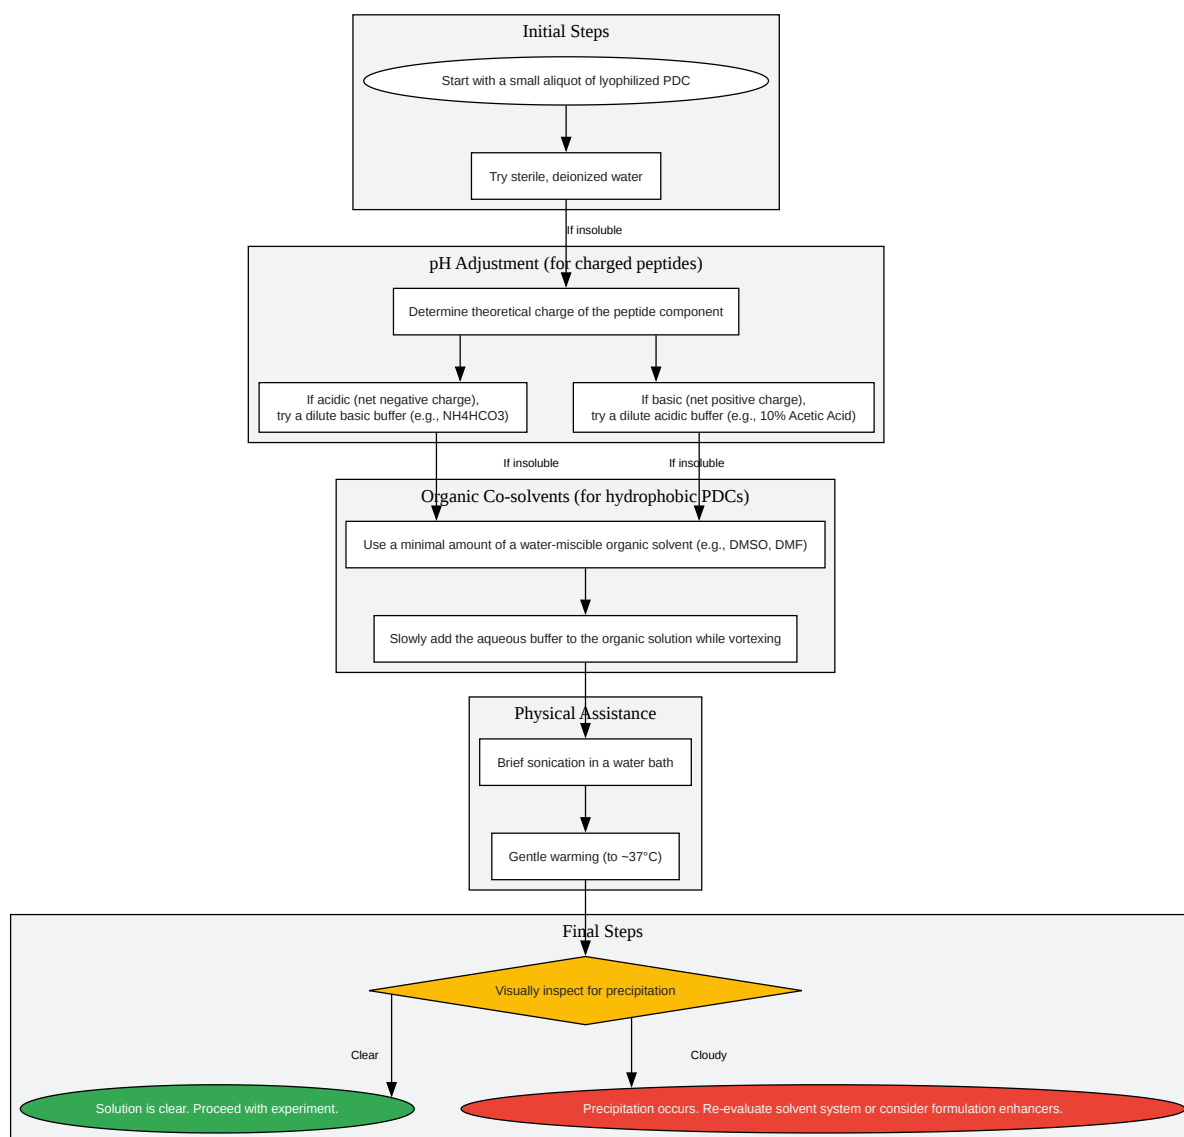 Initial Steps
Start with a small aliquot of lyophilized PDC
Try sterile, deionized water
If insoluble
pH Adjustment (for charged peptides)
Determine theoretical charge of the peptide component
If acidic (net negative charge),
try a dilute basic buffer (e.g., NH4HCO3)
If basic (net positive charge),
try a dilute acidic buffer (e.g., 10% Acetic Acid)
If insoluble
If insoluble
Organic Co-solvents (for hydrophobic PDCs)
Use a minimal amount of a water-miscible organic solvent (e.g., DMSO, DMF)
Slowly add the aqueous buffer to the organic solution while vortexing
Physical Assistance
Brief sonication in a water bath
Gentle warming (to ~37°C)
Final Steps
Visually inspect for precipitation
Clear
Cloudy
Solution is clear. Proceed with experiment.
Precipitation occurs. Re-evaluate solvent system or consider formulation enhancers.